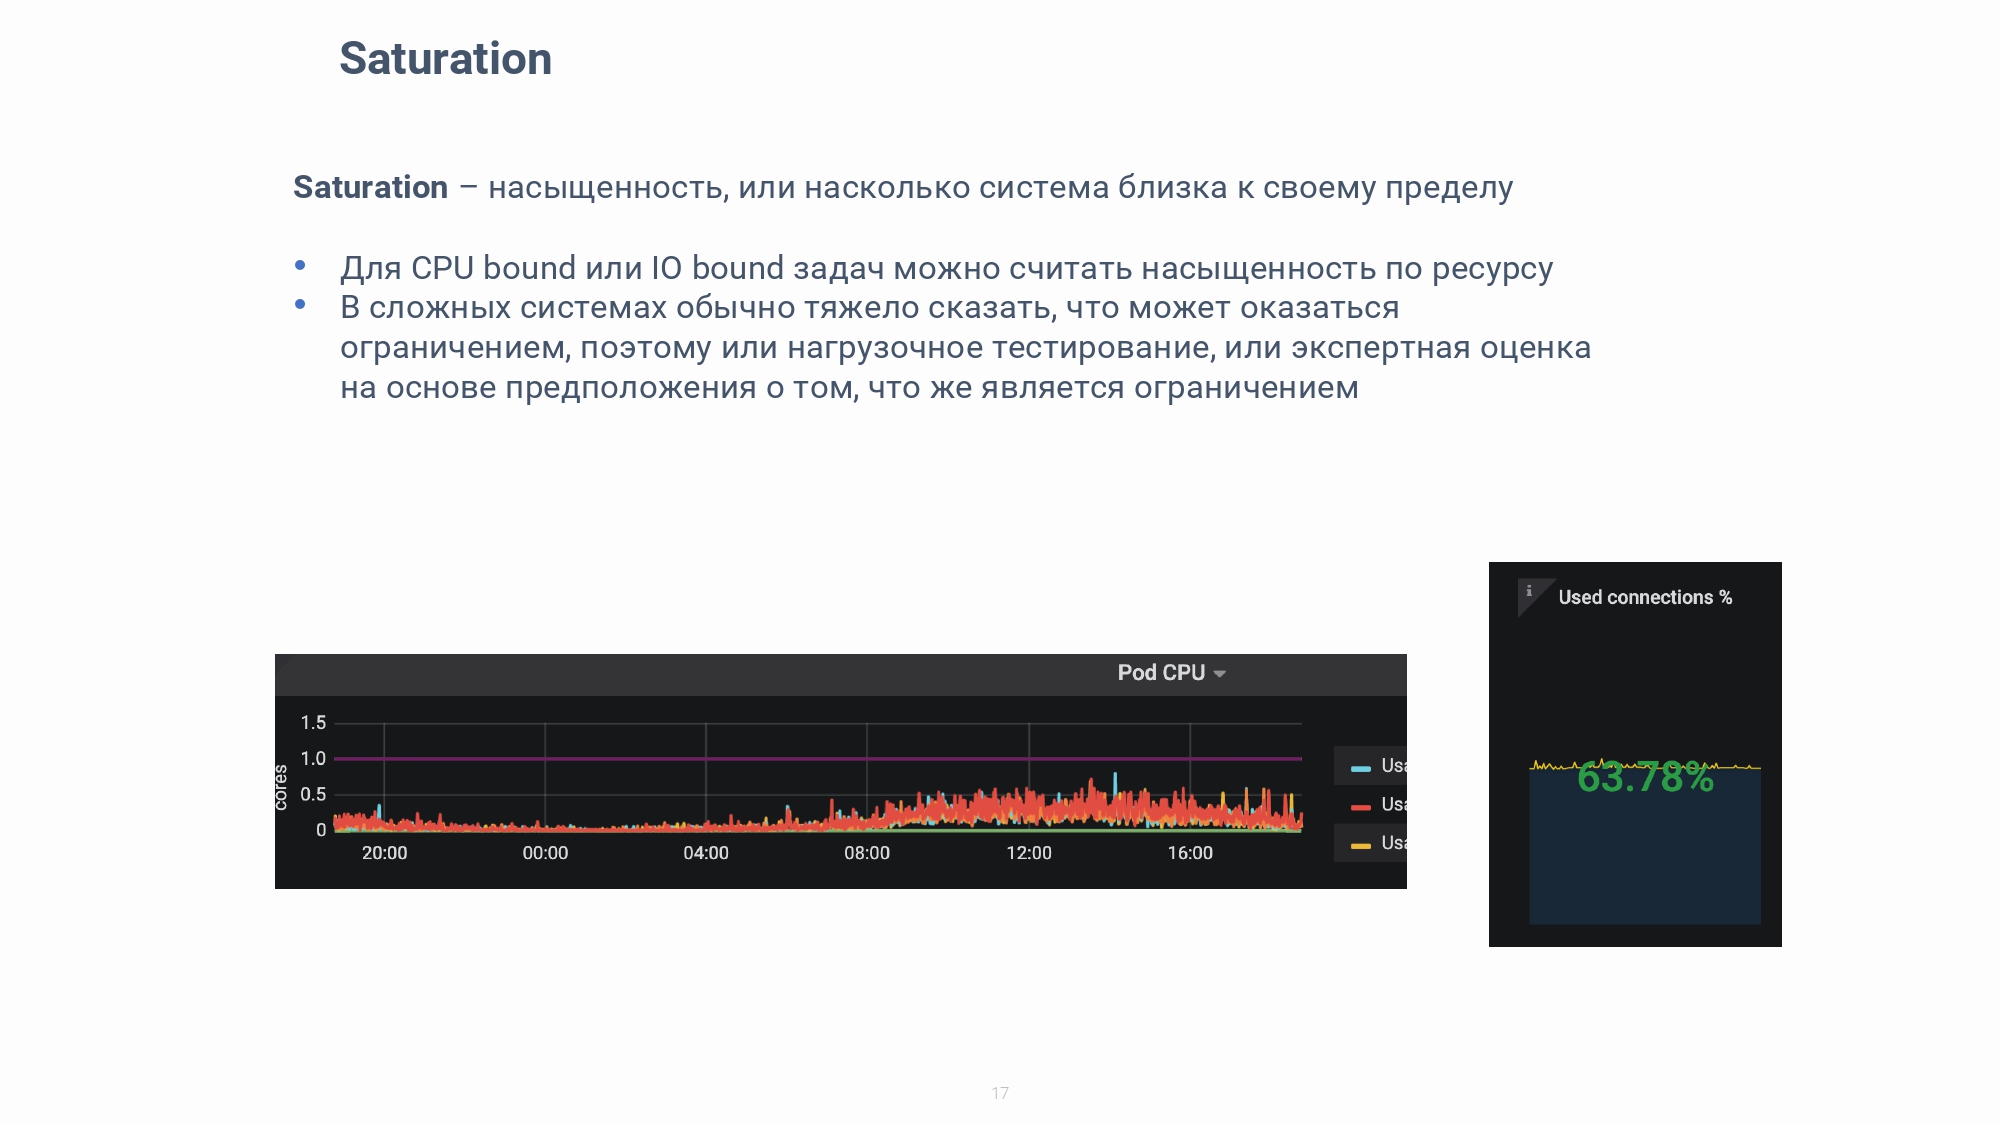 Saturation
Saturation – насыщенность, или насколько система близка к своему пределу
• Для CPU bound или IO bound задач можно считать насыщенность по ресурсу
• В сложных системах обычно тяжело сказать, что может оказаться
ограничением, поэтому или нагрузочное тестирование, или экспертная оценка
на основе предположения о том, что же является ограничением
Pod CPU
cores
1.5
1.0
0.5
0
20:00 00:00 04:00 08:00 12:00 16:00
Usa
Usa
Usa
i
Used connections %
63.78%
17